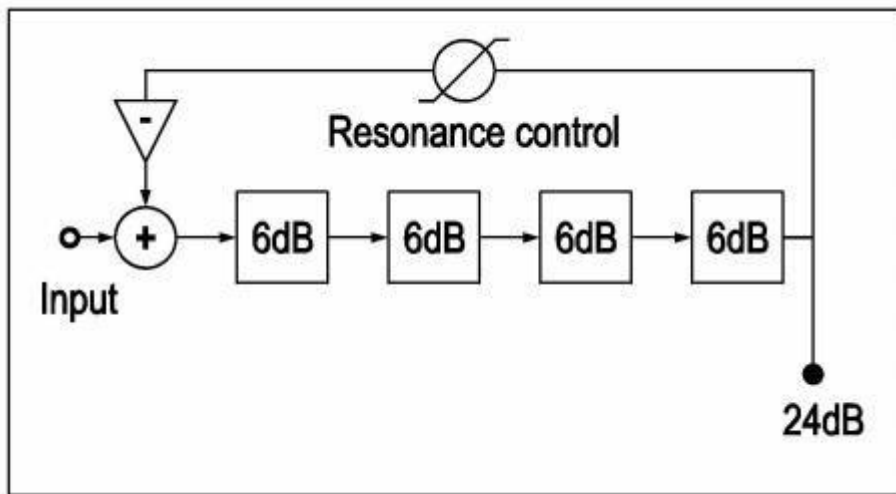 -
Resonance control
+
6dB 6dB 6dB 6dB
Input
24dB